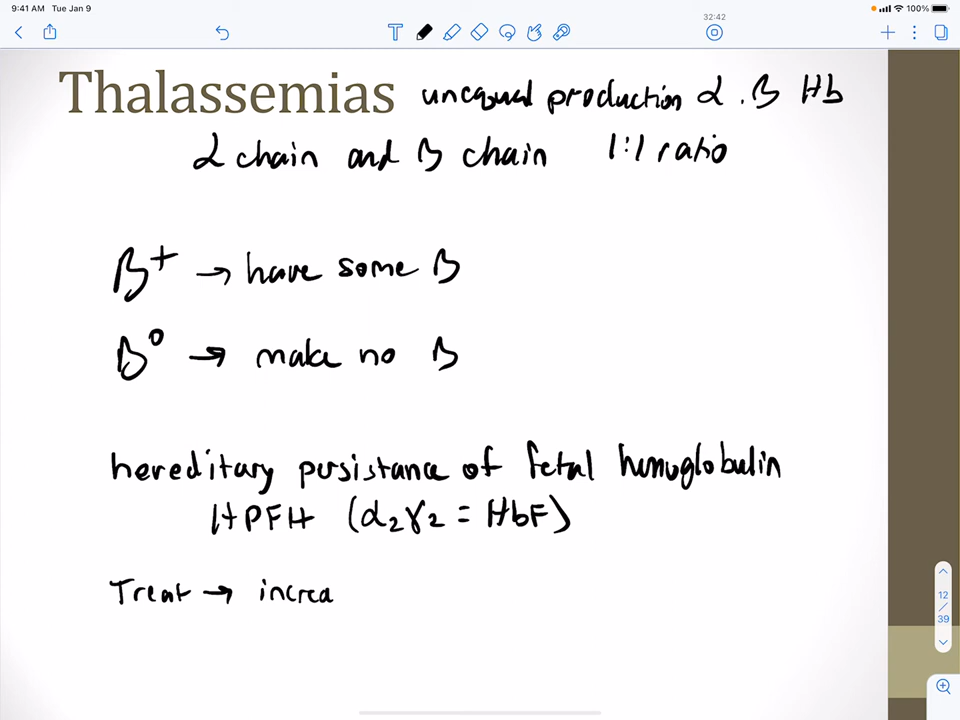 9:41 AM Tue Jan 9
32:42
100%
T
Thalassemias unequal production α . β Hb
α chain and β chain 1:1 ratio
β+ → have some β
β° → make no β
hereditary persistance of fetal hemoglobulin
HPFH (α₂γ₂ = HbF)
Treat → increa
12
/
39